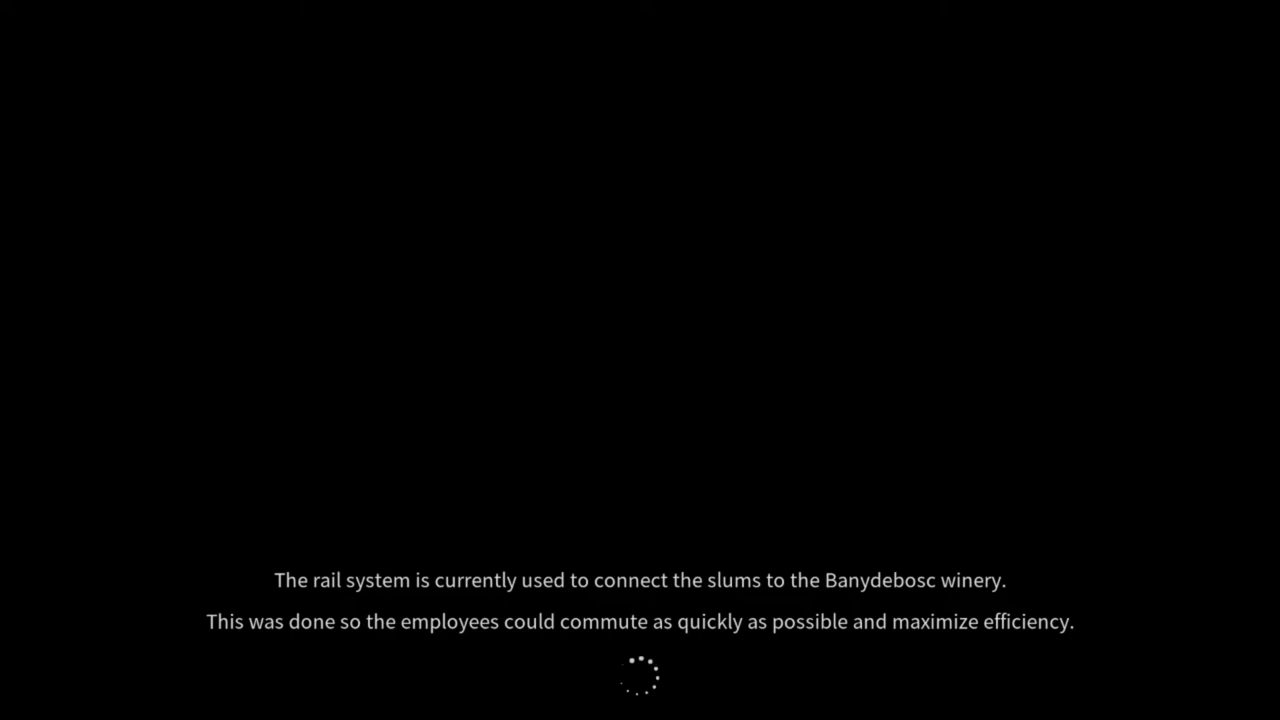 The rail system is currently used to connect the slums to the Banydebosc winery.
This was done so the employees could commute as quickly as possible and maximize efficiency.